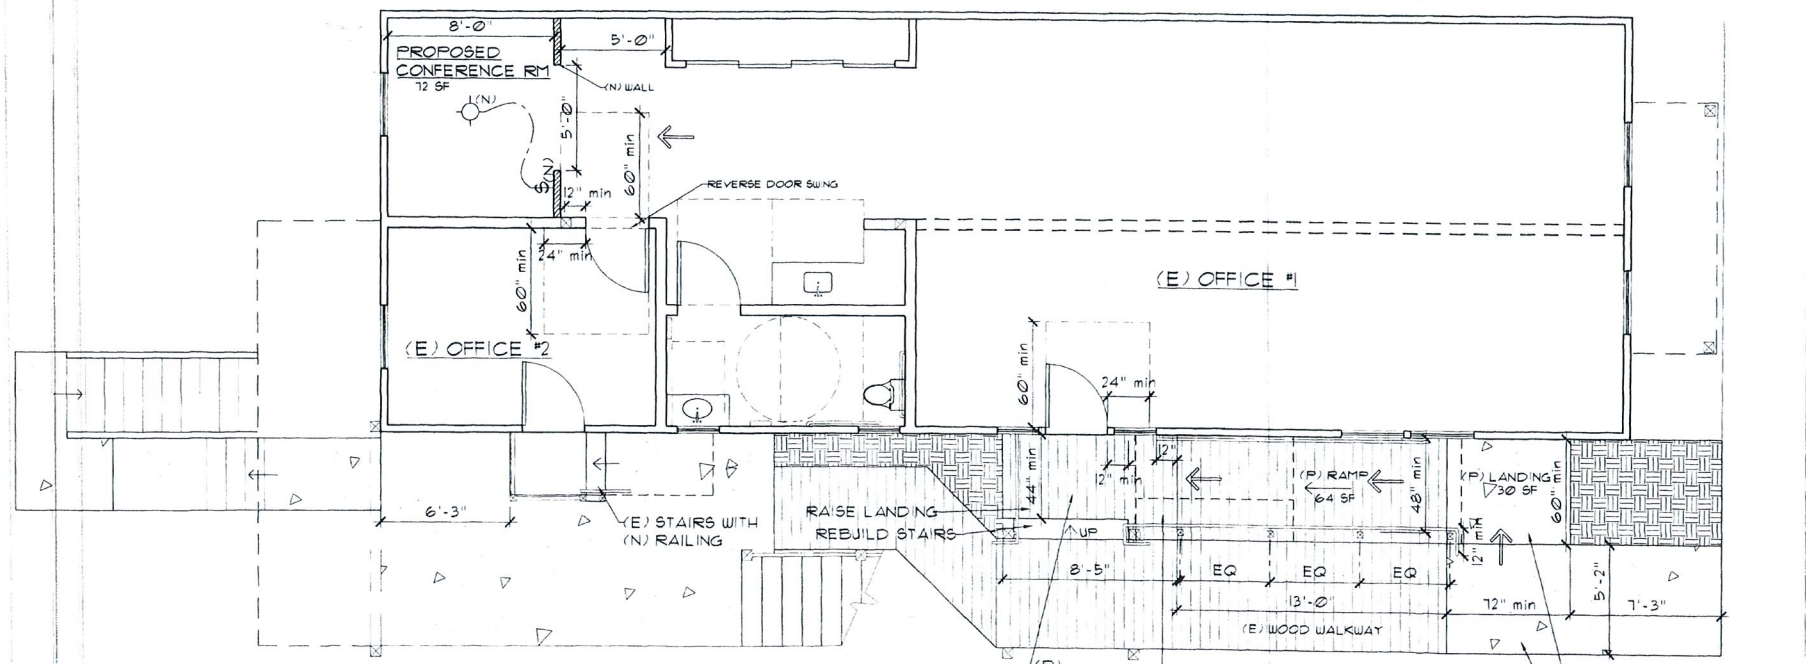 8'-0"
5'-0"
PROPOSED
CONFERENCE RM
72 SF
(N)
(N) WALL
5'-0"
60" min
S(N)
12" min
REVERSE DOOR SWING
24" min
60" min
(E) OFFICE #2
(E) OFFICE #1
60" min
24" min
6'-3"
(E) STAIRS WITH
(N) RAILING
RAISE LANDING
REBUILD STAIRS
44" min
12" min
12"
UP
(P) RAMP
64 SF
48" min
(P) LANDING
30 SF
60" min
12" min
8'-5"
EQ
EQ
EQ
13'-0"
72" min
5'-2"
7'-3"
(E) WOOD WALKWAY